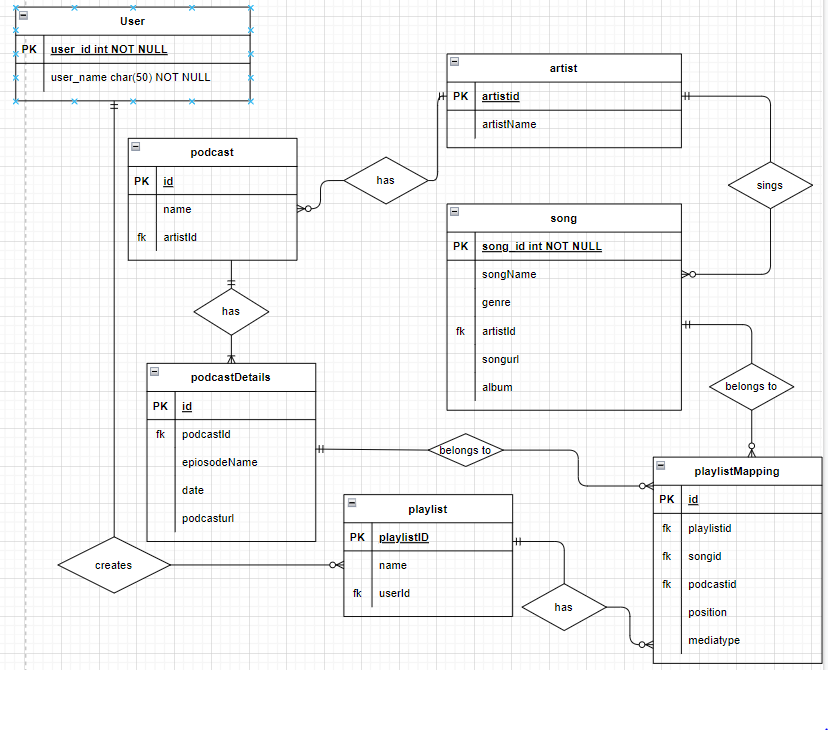 User
PK user_id int NOT NULL
user_name char(50) NOT NULL
artist
PK artistid
artistName
podcast
PK id
name
fk artistId
has
sings
song
PK song_id int NOT NULL
songName
genre
fk artistId
songurl
album
has
belongs to
podcastDetails
PK id
fk podcastId
epiosodeName
date
podcasturl
belongs to
playlistMapping
PK id
fk playlistid
fk songid
fk podcastid
position
mediatype
playlist
PK playlistID
name
fk userId
creates
has